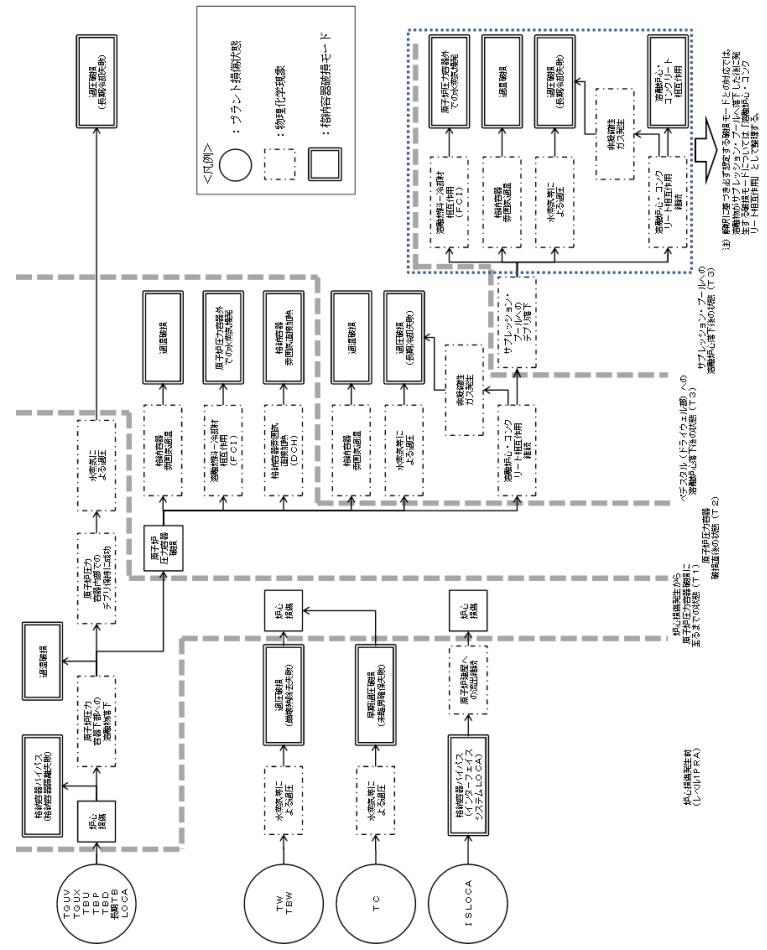 <凡例>
：プラント損傷状態
：物理化学現象
：格納容器破損モード
ＴＱＵＶ
ＴＱＵＸ
ＴＢＵ
ＴＢＰ
ＴＢＤ
長期ＴＢ
ＬＯＣＡ
炉心
損傷
格納容器バイパス
(格納容器隔離失敗)
原子炉圧力
容器下部への
溶融物落下
過温破損
原子炉圧力
容器内部での
デブリ保持に成功
水蒸気に
よる過圧
過圧破損
(長期冷却失敗)
原子炉
圧力容器
破損
格納容器
雰囲気過温
過温破損
溶融燃料－冷却材
相互作用
(ＦＣＩ)
原子炉圧力容器外
での水蒸気爆発
格納容器雰囲気
直接加熱
(ＤＣＨ)
格納容器
雰囲気直接加熱
格納容器
雰囲気過温
過温破損
水蒸気等に
よる過圧
過圧破損
(長期冷却失敗)
非凝縮性
ガス発生
溶融炉心・コンク
リート相互作用
継続
サプレッション・
プールへの
デブリ落下
溶融燃料－冷却材
相互作用
(ＦＣＩ)
原子炉圧力容器外
での水蒸気爆発
格納容器
雰囲気過温
過温破損
水蒸気等に
よる過圧
過圧破損
(長期冷却失敗)
非凝縮性
ガス発生
溶融炉心・コンク
リート相互作用
継続
溶融炉心・
コンクリート
相互作用
注) 解釈に基づき必ず想定する破損モードとの対応では、
溶融物がサプレッション・プールへ落下した後に発
生する破損モードについては「溶融炉心・コンク
リート相互作用」として整理する。
ＴＷ
ＴＢＷ
水蒸気等に
よる過圧
過圧破損
(崩壊熱除去失敗)
炉心
損傷
ＴＣ
水蒸気等に
よる過圧
早期過圧破損
(未臨界確保失敗)
ＩＳＬＯＣＡ
格納容器バイパス
(インターフェイス
システムＬＯＣＡ)
原子炉建屋へ
の流出継続
炉心
損傷
炉心損傷発生前
(レベル1PRA)
炉心損傷発生から
原子炉圧力容器破損に
至るまでの状態 (Ｔ1)
原子炉圧力容器
破損直後の状態 (Ｔ2)
ペデスタル(ドライウェル部)への
溶融炉心落下後の状態 (Ｔ3)
サプレッション・プールへの
溶融炉心落下後の状態 (Ｔ3)